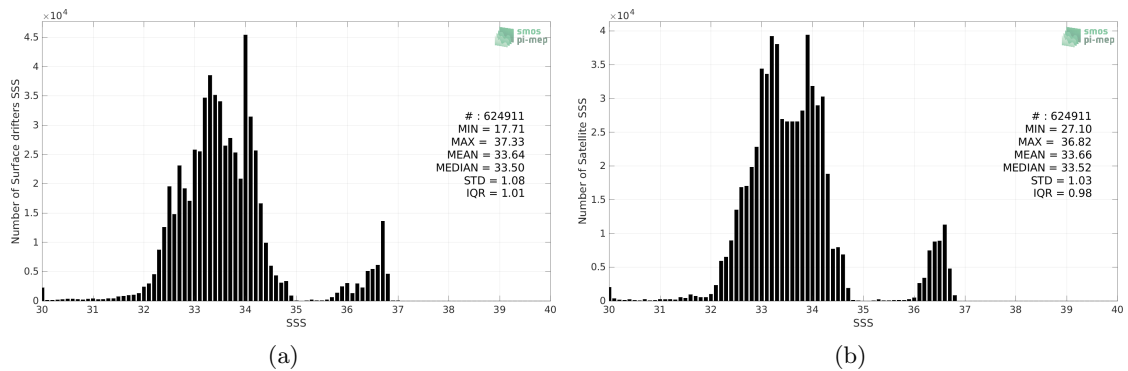 ×10⁴
4.5
4
3.5
3
2.5
2
1.5
1
0.5
0
Number of Surface drifters SSS
30 31 32 33 34 35 36 37 38 39 40
SSS
smos
pi-mep
# : 624911
MIN = 17.71
MAX = 37.33
MEAN = 33.64
MEDIAN = 33.50
STD = 1.08
IQR = 1.01
(a)
×10⁴
4
3.5
3
2.5
2
1.5
1
0.5
0
Number of Satellite SSS
30 31 32 33 34 35 36 37 38 39 40
SSS
smos
pi-mep
# : 624911
MIN = 27.10
MAX = 36.82
MEAN = 33.66
MEDIAN = 33.52
STD = 1.03
IQR = 0.98
(b)